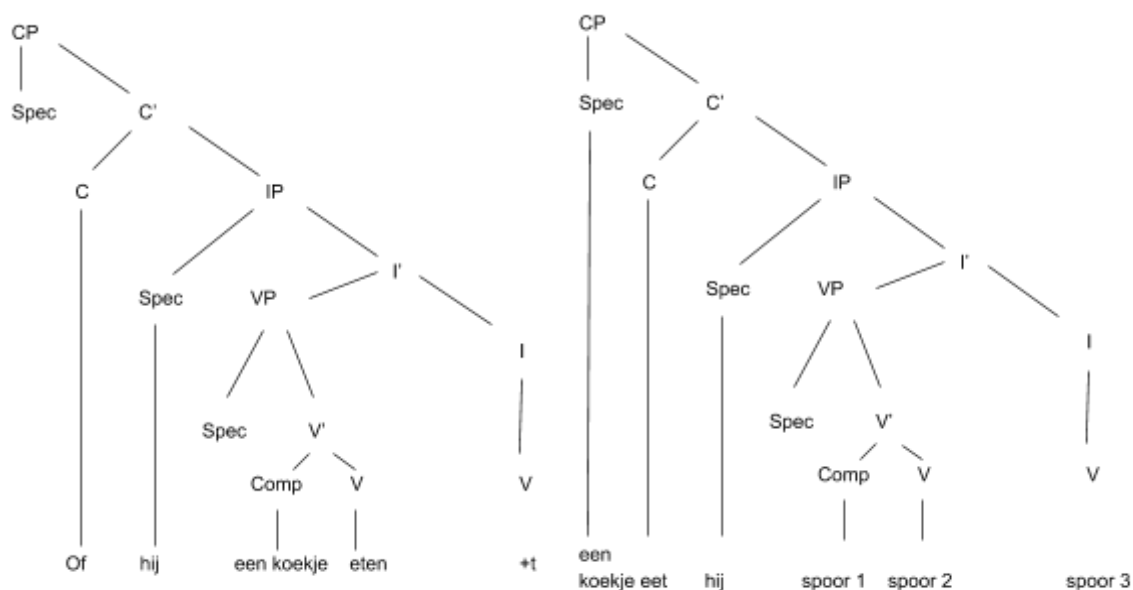 CP
Spec C'
C IP
Spec VP I'
Spec V' I
Comp V V
Of hij een koekje eten +t
CP
Spec C'
C IP
Spec VP I'
Spec V' I
Comp V V
een
koekje eet hij spoor 1 spoor 2 spoor 3